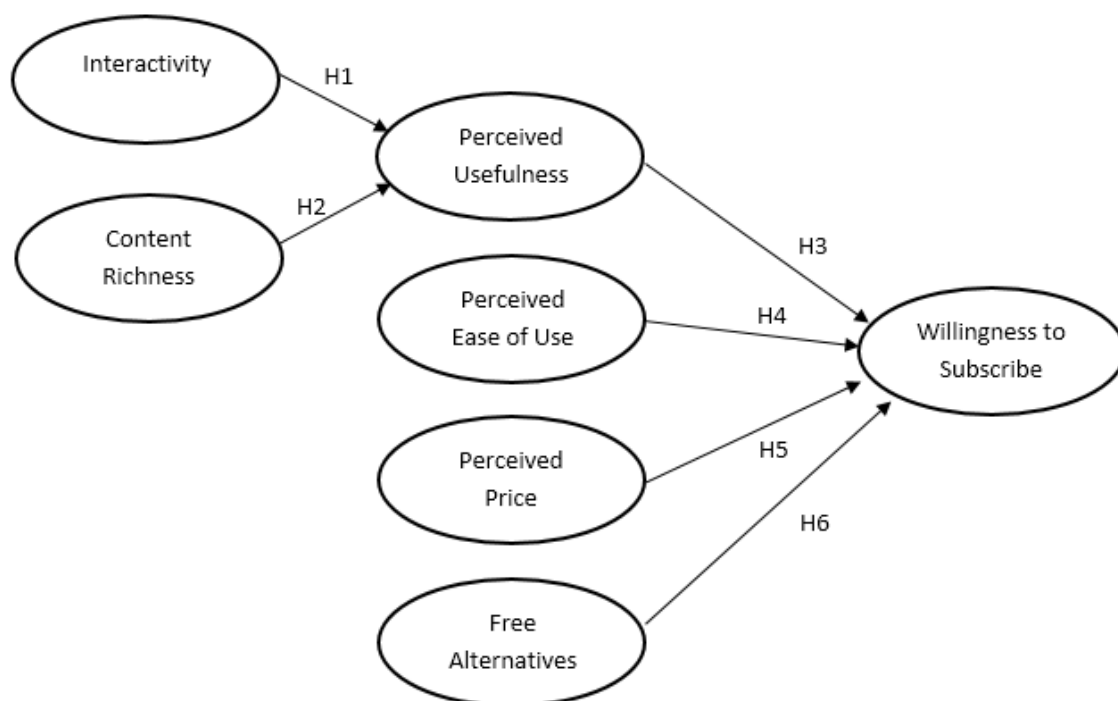 Interactivity
H1
Perceived
Usefulness
H2
Content
Richness
H3
Perceived
Ease of Use
H4
Willingness to
Subscribe
Perceived
Price
H5
H6
Free
Alternatives